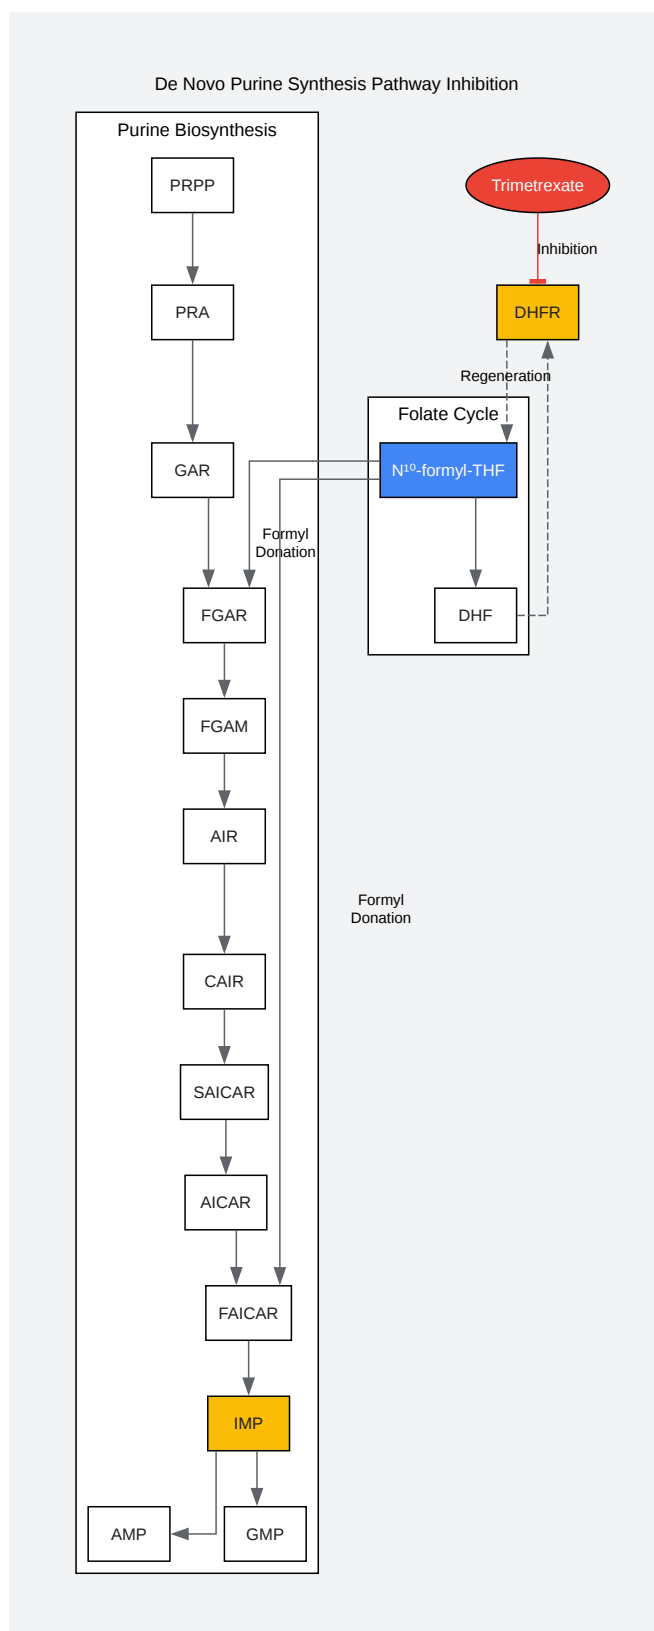 De Novo Purine Synthesis Pathway Inhibition
Purine Biosynthesis
PRPP
Trimetrexate
Inhibition
PRA
DHFR
Regeneration
Folate Cycle
GAR
N¹⁰-formyl-THF
Formyl
Donation
FGAR
DHF
FGAM
AIR
Formyl
Donation
CAIR
SAICAR
AICAR
FAICAR
IMP
AMP
GMP